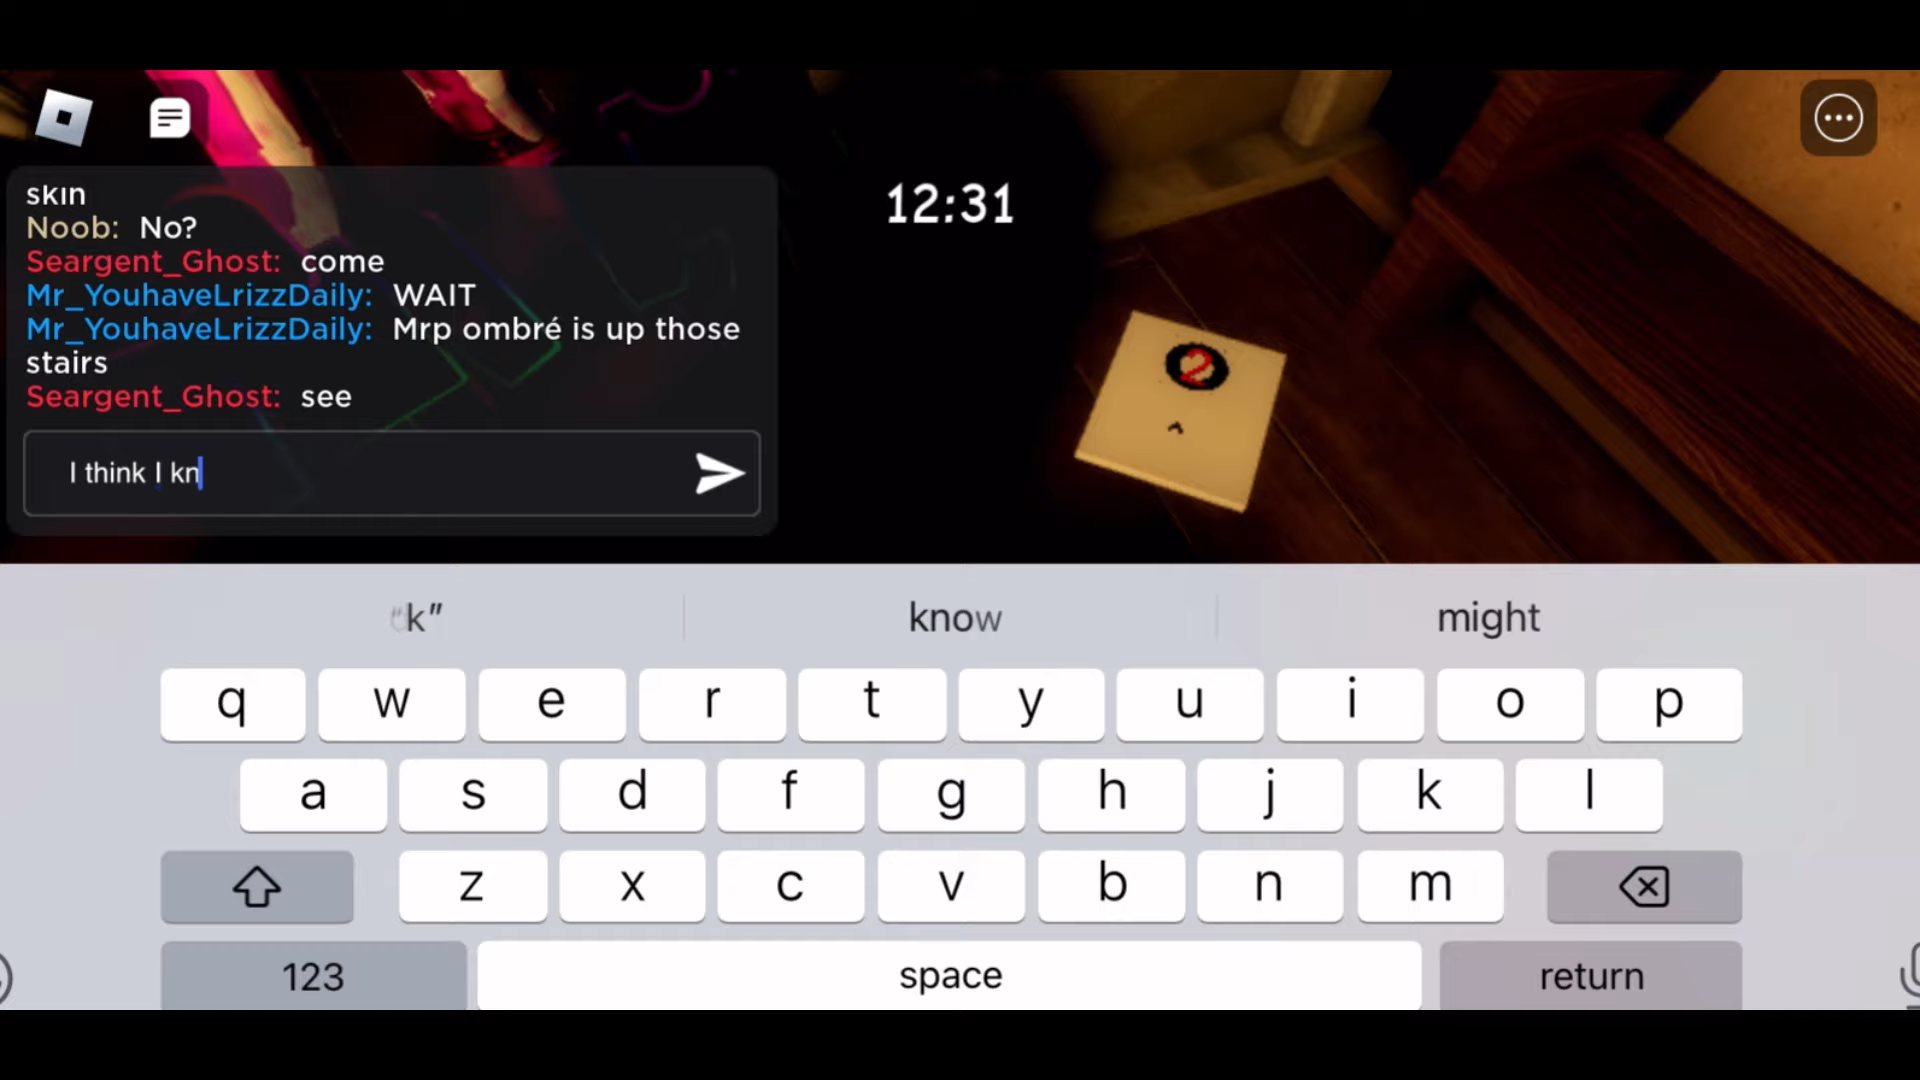 skin
Noob: No?
Seargent_Ghost: come
Mr_YouhaveLrizzDaily: WAIT
Mr_YouhaveLrizzDaily: Mrp ombré is up those
stairs
Seargent_Ghost: see
I think I kn
12:31
2
^
"k" know might
q w e r t y u i o p
a s d f g h j k l
z x c v b n m
123 space return